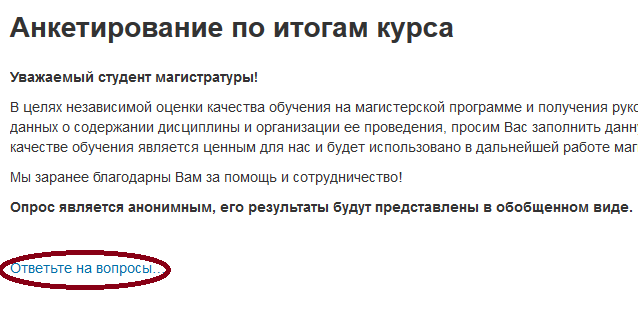 Анкетирование по итогам курса
Уважаемый студент магистратуры!
В целях независимой оценки качества обучения на магистерской программе и получения руко
данных о содержании дисциплины и организации ее проведения, просим Вас заполнить данн
качестве обучения является ценным для нас и будет использовано в дальнейшей работе маг
Мы заранее благодарны Вам за помощь и сотрудничество!
Опрос является анонимным, его результаты будут представлены в обобщенном виде.
Ответьте на вопросы...